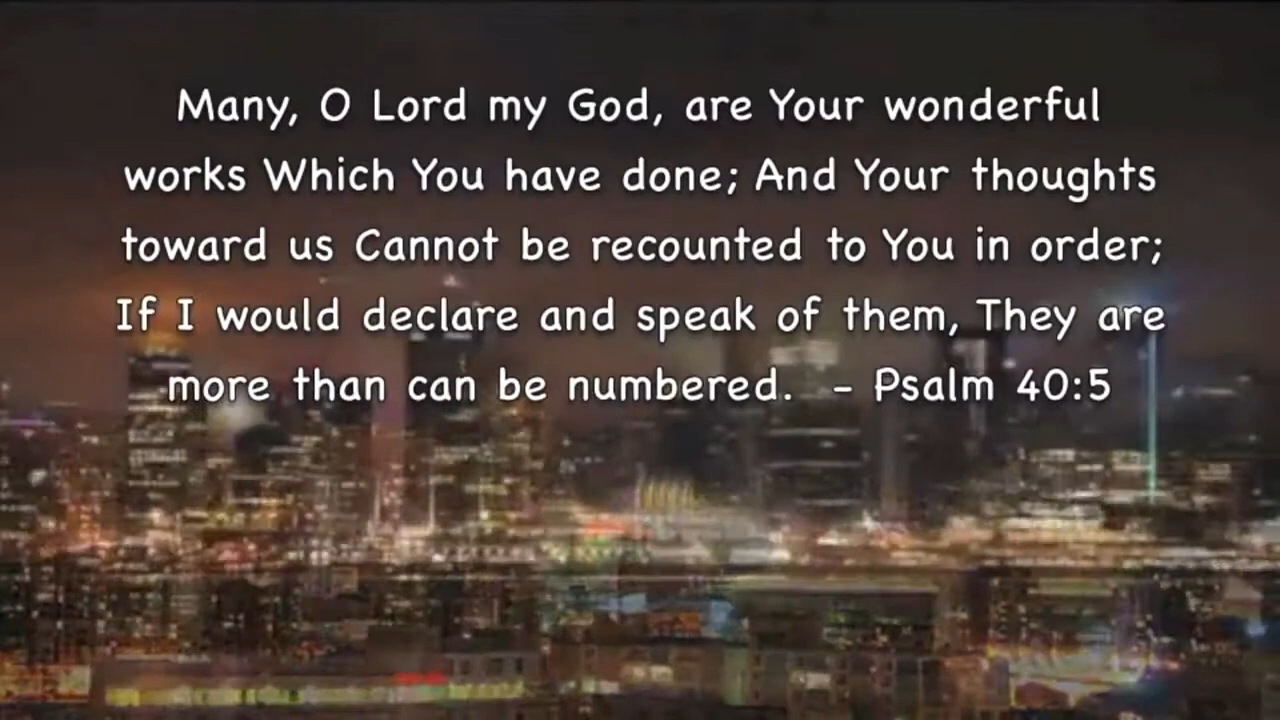 Many, O Lord my God, are Your wonderful
works Which You have done; And Your thoughts
toward us Cannot be recounted to You in order;
If I would declare and speak of them, They are
more than can be numbered.  - Psalm 40:5